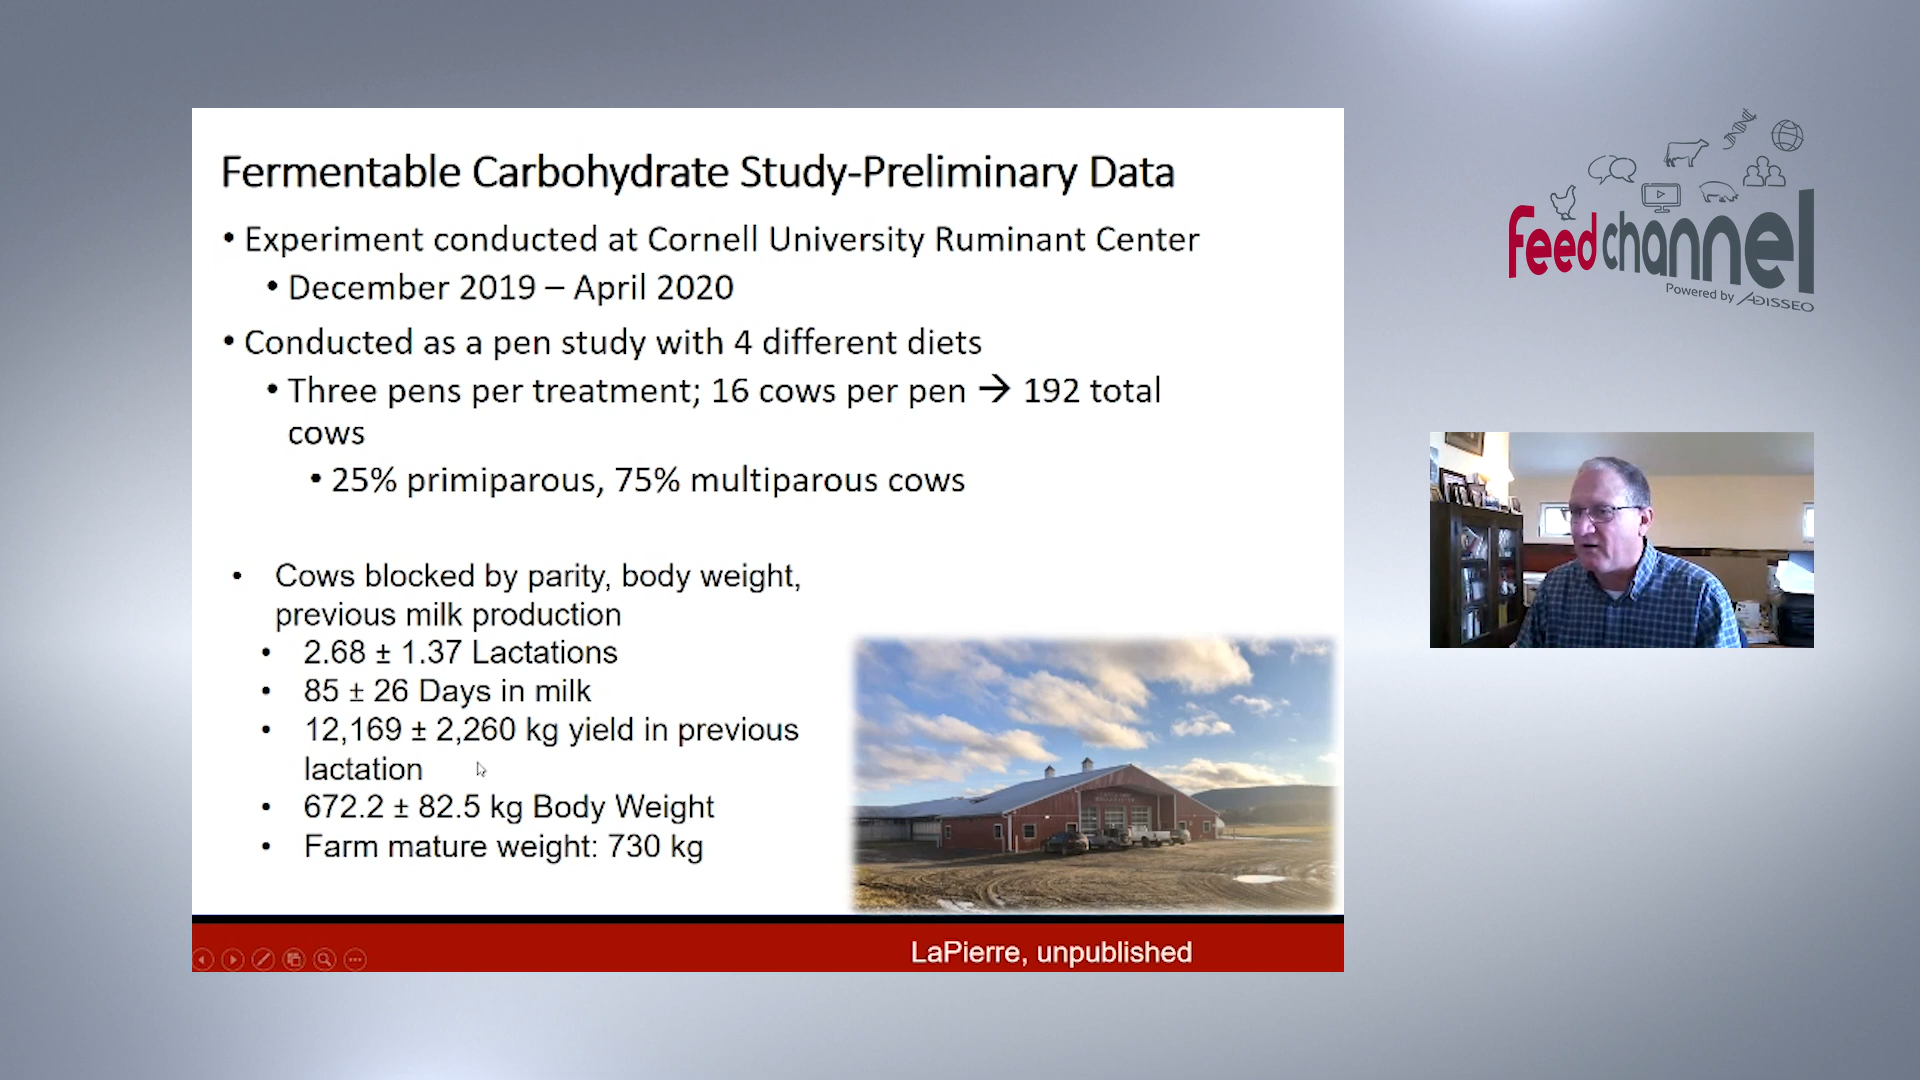 Fermentable Carbohydrate Study-Preliminary Data
• Experiment conducted at Cornell University Ruminant Center
• December 2019 – April 2020
• Conducted as a pen study with 4 different diets
• Three pens per treatment; 16 cows per pen → 192 total
cows
• 25% primiparous, 75% multiparous cows
• Cows blocked by parity, body weight,
previous milk production
• 2.68 ± 1.37 Lactations
• 85 ± 26 Days in milk
• 12,169 ± 2,260 kg yield in previous
lactation
• 672.2 ± 82.5 kg Body Weight
• Farm mature weight: 730 kg
LaPierre, unpublished
feedchannel
Powered by ADISSEO